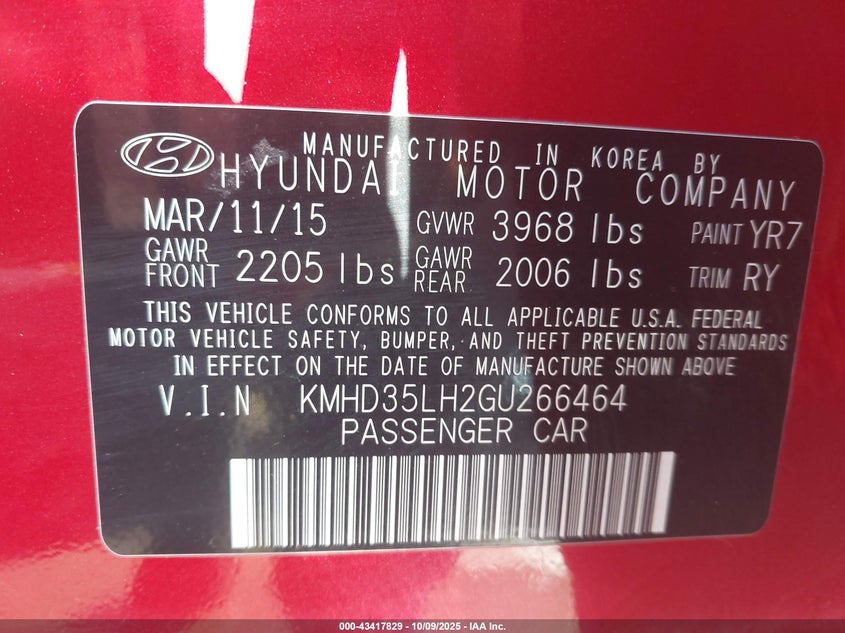 MANUFACTURED IN KOREA BY
HYUNDAI MOTOR COMPANY
MAR/11/15 GVWR 3968 lbs PAINT YR7
GAWR FRONT 2205 lbs GAWR REAR 2006 lbs TRIM RY
THIS VEHICLE CONFORMS TO ALL APPLICABLE U.S.A. FEDERAL
MOTOR VEHICLE SAFETY, BUMPER, AND THEFT PREVENTION STANDARDS
IN EFFECT ON THE DATE OF MANUFACTURE SHOWN ABOVE
V.I.N KMHD35LH2GU266464
PASSENGER CAR
000-43417829 - 10/09/2025 - IAA Inc.